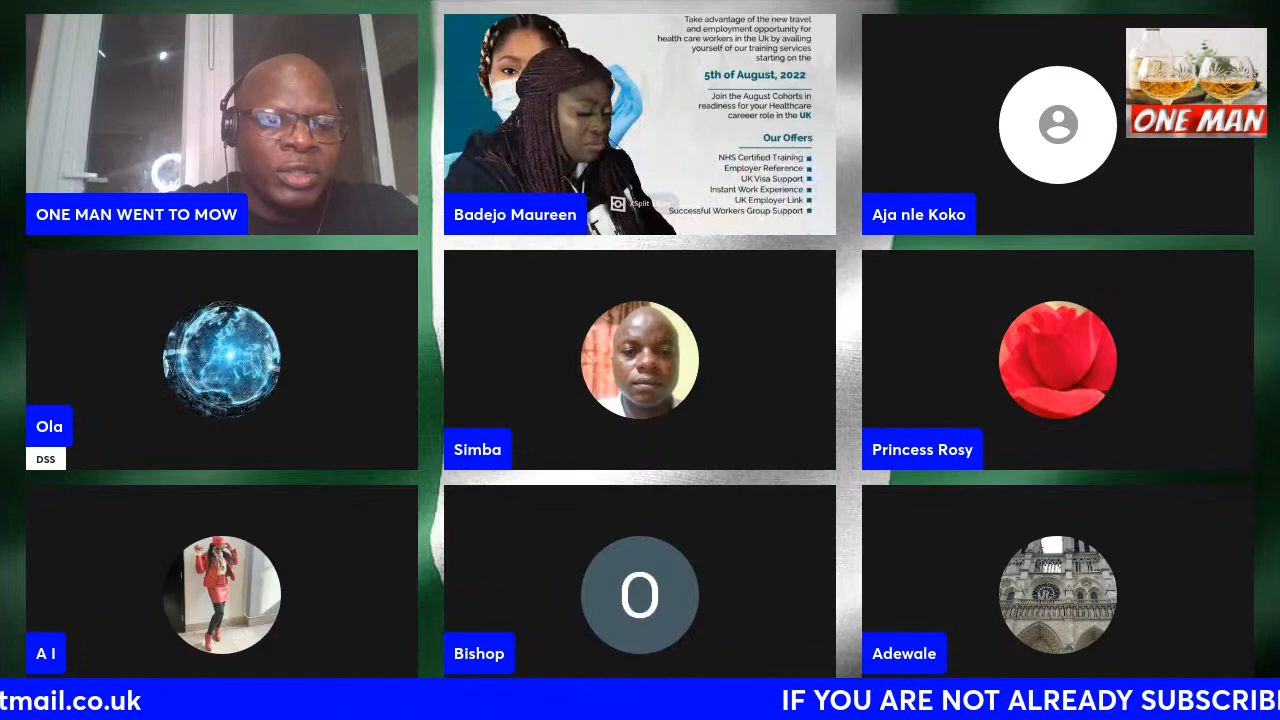 Take advantage of the new travel
and employment opportunity for
health care workers in the Uk by availing
yourself of our training services
starting on the
5th of August, 2022
Join the August Cohorts in
readiness for your Healthcare
careeer role in the UK
Our Offers
NHS Certified Training
Employer Reference
UK Visa Support
Instant Work Experience
UK Employer Link
Successful Workers Group Support
XSplit
ONE MAN
ONE MAN WENT TO MOW
Badejo Maureen
Aja nle Koko
Ola
DSS
Simba
Princess Rosy
A I
O
Bishop
Adewale
tmail.co.uk
IF YOU ARE NOT ALREADY SUBSCRIB